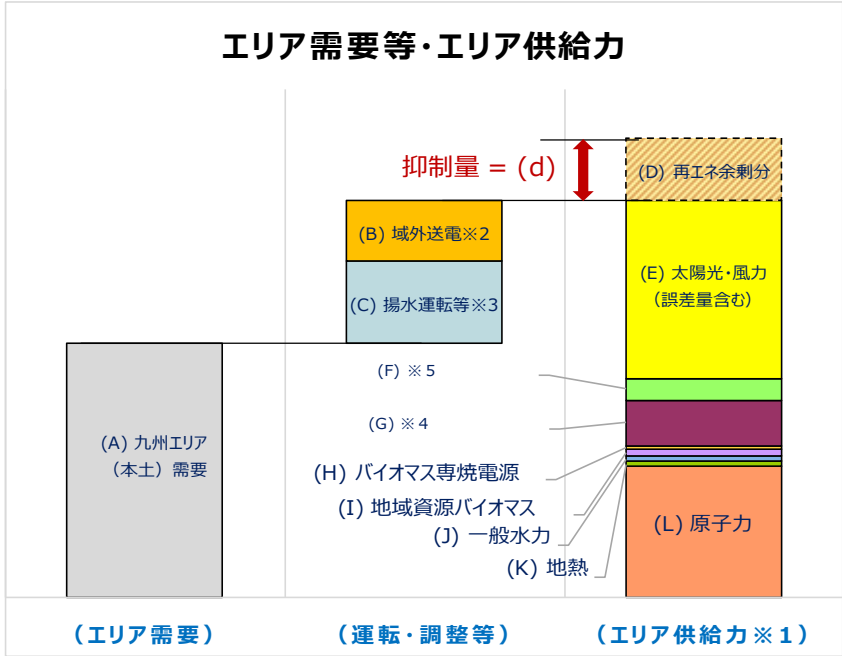 エリア需要等・エリア供給力
抑制量 = (d)
(D) 再エネ余剰分
(B) 域外送電※2
(E) 太陽光・風力
（誤差量含む）
(C) 揚水運転等※3
(F) ※5
(G) ※4
(A) 九州エリア
（本土）需要
(H) バイオマス専焼電源
(I) 地域資源バイオマス
(J) 一般水力
(K) 地熱
(L) 原子力
（エリア需要）
（運転・調整等）
（エリア供給力※1）